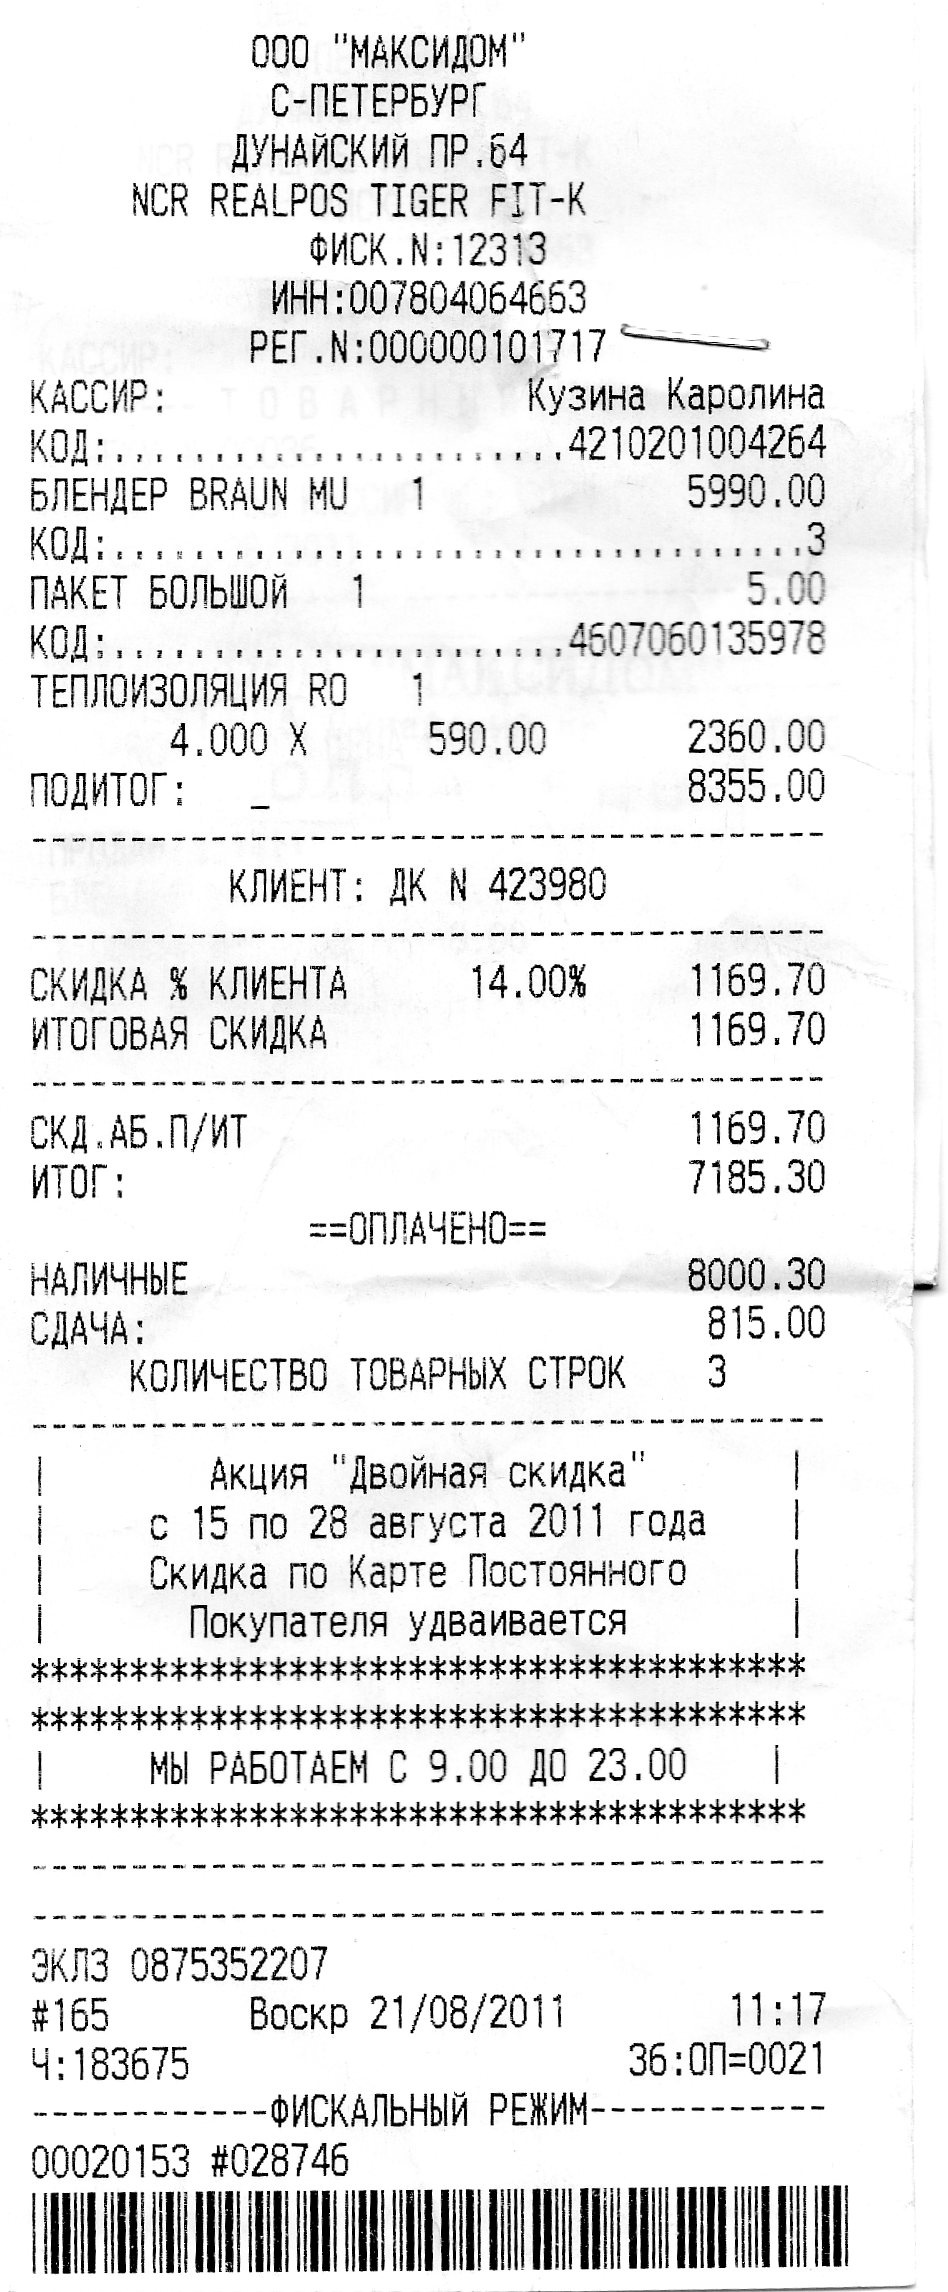 ООО "МАКСИДОМ"
С-ПЕТЕРБУРГ
ДУНАЙСКИЙ ПР.64
NCR REALPOS TIGER FIT-K
ФИСК.N:12313
ИНН:007804064663
РЕГ.N:000000101717
КАССИР: Кузина Каролина
КОД:.......................4210201004264
БЛЕНДЕР BRAUN MU 1 5990.00
КОД:...................................3
ПАКЕТ БОЛЬШОЙ 1 5.00
КОД:.......................4607060135978
ТЕПЛОИЗОЛЯЦИЯ RO 1
4.000 X 590.00 2360.00
ПОДИТОГ: _ 8355.00
----------------------------------------
КЛИЕНТ: ДК N 423980
----------------------------------------
СКИДКА % КЛИЕНТА 14.00% 1169.70
ИТОГОВАЯ СКИДКА 1169.70
----------------------------------------
СКД.АБ.П/ИТ 1169.70
ИТОГ: 7185.30
==ОПЛАЧЕНО==
НАЛИЧНЫЕ 8000.30
СДАЧА: 815.00
КОЛИЧЕСТВО ТОВАРНЫХ СТРОК 3
----------------------------------------
| Акция "Двойная скидка" |
| с 15 по 28 августа 2011 года |
| Скидка по Карте Постоянного |
| Покупателя удваивается |
***************************************
***************************************
| МЫ РАБОТАЕМ С 9.00 ДО 23.00 |
***************************************
----------------------------------------
----------------------------------------
ЭКЛЗ 0875352207
#165 Воскр 21/08/2011 11:17
Ч:183675 36:ОП=0021
------------ФИСКАЛЬНЫЙ РЕЖИМ------------
00020153 #028746